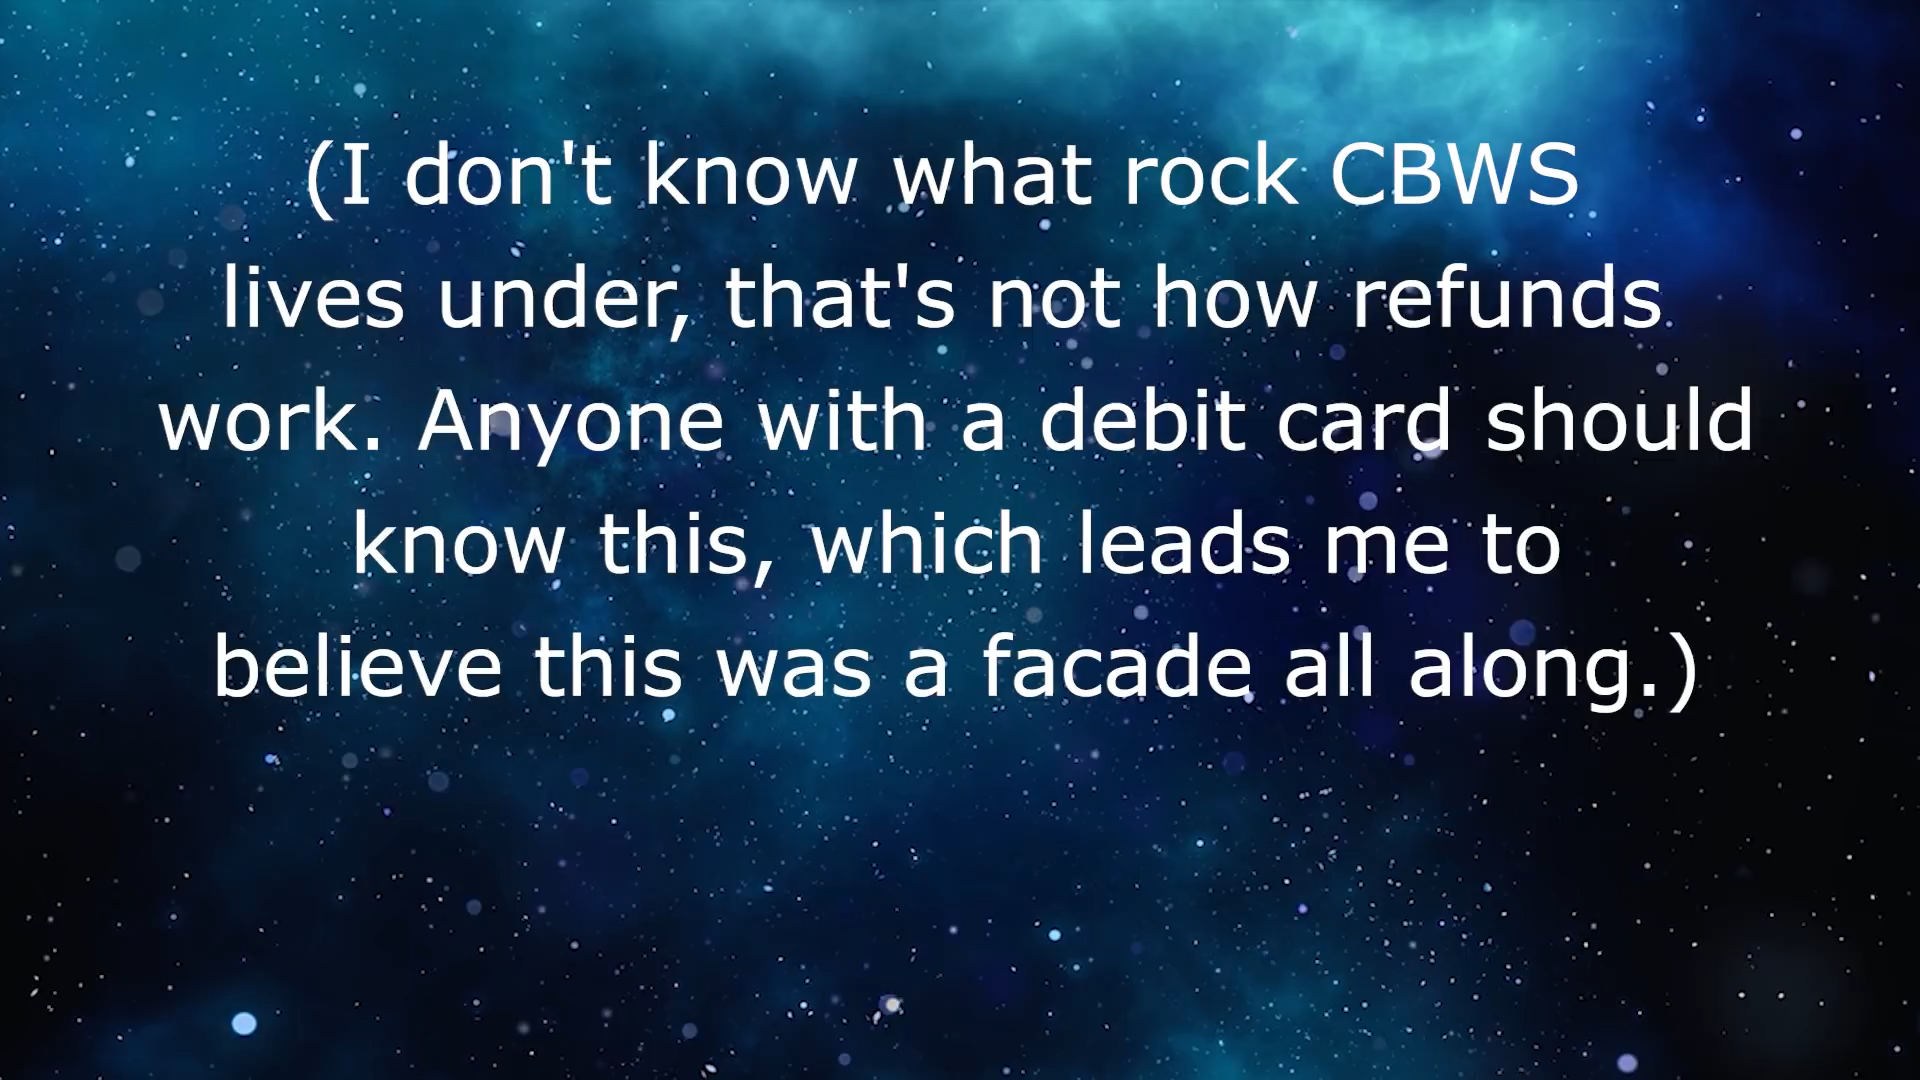 (I don't know what rock CBWS
lives under, that's not how refunds
work. Anyone with a debit card should
know this, which leads me to
believe this was a facade all along.)